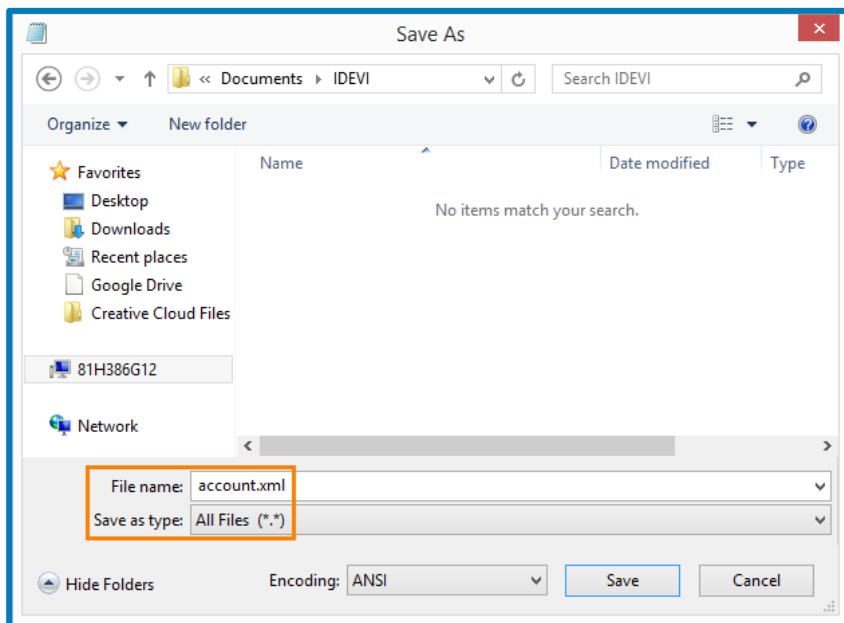 Save As
« Documents IDEVI
Search IDEVI
Organize New folder
Name Date modified Type
No items match your search.
Favorites
Desktop
Downloads
Recent places
Google Drive
Creative Cloud Files
81H386G12
Network
File name: account.xml
Save as type: All Files (*.*)
Hide Folders Encoding: ANSI Save Cancel